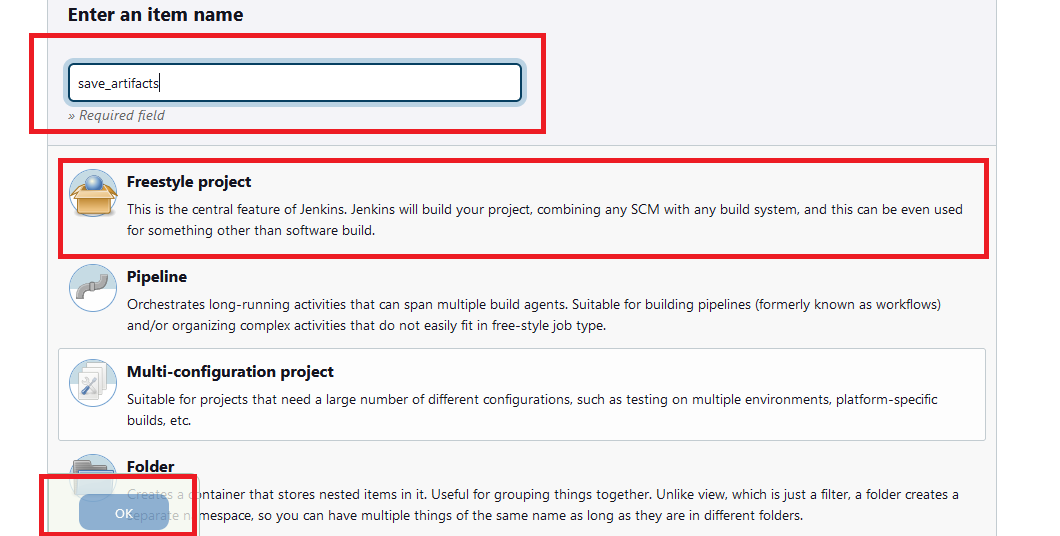 Enter an item name
save_artifacts
» Required field
Freestyle project
This is the central feature of Jenkins. Jenkins will build your project, combining any SCM with any build system, and this can be even used
for something other than software build.
Pipeline
Orchestrates long-running activities that can span multiple build agents. Suitable for building pipelines (formerly known as workflows)
and/or organizing complex activities that do not easily fit in free-style job type.
Multi-configuration project
Suitable for projects that need a large number of different configurations, such as testing on multiple environments, platform-specific
builds, etc.
Folder
Creates a container that stores nested items in it. Useful for grouping things together. Unlike view, which is just a filter, a folder creates a
separate namespace, so you can have multiple things of the same name as long as they are in different folders.
OK